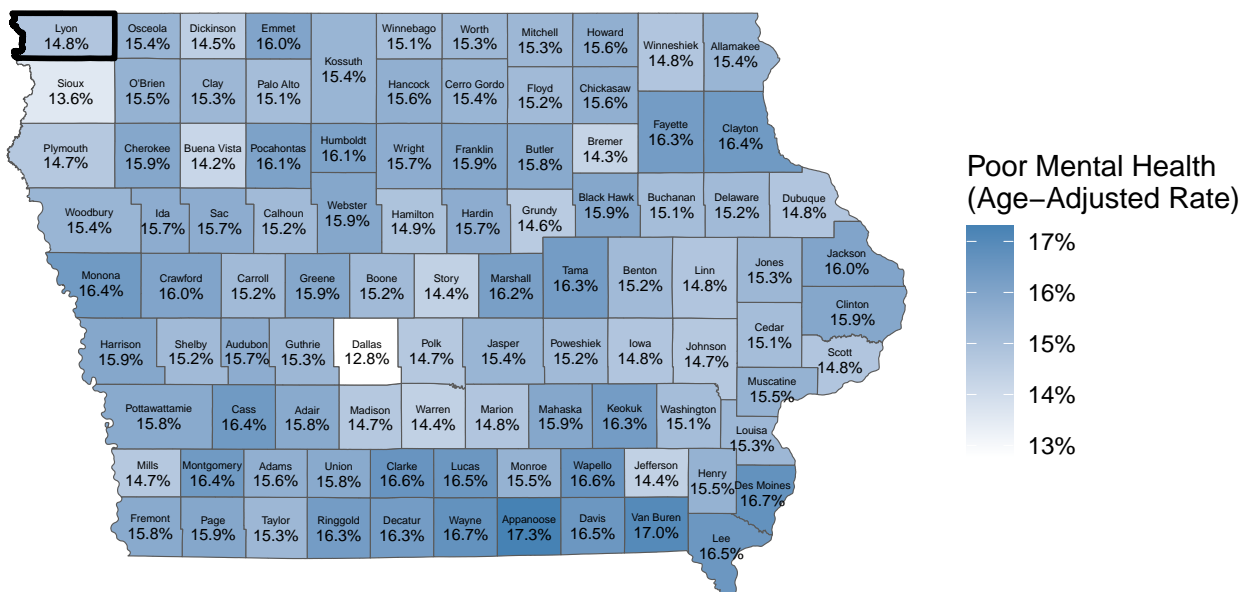 Lyon
14.8%
Osceola
15.4%
Dickinson
14.5%
Emmet
16.0%
Kossuth
15.4%
Winnebago
15.1%
Worth
15.3%
Mitchell
15.3%
Howard
15.6%
Winneshiek
14.8%
Allamakee
15.4%
Sioux
13.6%
O'Brien
15.5%
Clay
15.3%
Palo Alto
15.1%
Hancock
15.6%
Cerro Gordo
15.4%
Floyd
15.2%
Chickasaw
15.6%
Plymouth
14.7%
Cherokee
15.9%
Buena Vista
14.2%
Pocahontas
16.1%
Humboldt
16.1%
Wright
15.7%
Franklin
15.9%
Butler
15.8%
Bremer
14.3%
Fayette
16.3%
Clayton
16.4%
Woodbury
15.4%
Ida
15.7%
Sac
15.7%
Calhoun
15.2%
Webster
15.9%
Hamilton
14.9%
Hardin
15.7%
Grundy
14.6%
Black Hawk
15.9%
Buchanan
15.1%
Delaware
15.2%
Dubuque
14.8%
Monona
16.4%
Crawford
16.0%
Carroll
15.2%
Greene
15.9%
Boone
15.2%
Story
14.4%
Marshall
16.2%
Tama
16.3%
Benton
15.2%
Linn
14.8%
Jones
15.3%
Jackson
16.0%
Clinton
15.9%
Harrison
15.9%
Shelby
15.2%
Audubon
15.7%
Guthrie
15.3%
Dallas
12.8%
Polk
14.7%
Jasper
15.4%
Poweshiek
15.2%
Iowa
14.8%
Johnson
14.7%
Cedar
15.1%
Scott
14.8%
Muscatine
15.5%
Pottawattamie
15.8%
Cass
16.4%
Adair
15.8%
Madison
14.7%
Warren
14.4%
Marion
14.8%
Mahaska
15.9%
Keokuk
16.3%
Washington
15.1%
Louisa
15.3%
Mills
14.7%
Montgomery
16.4%
Adams
15.6%
Union
15.8%
Clarke
16.6%
Lucas
16.5%
Monroe
15.5%
Wapello
16.6%
Jefferson
14.4%
Henry
15.5%
Des Moines
16.7%
Fremont
15.8%
Page
15.9%
Taylor
15.3%
Ringgold
16.3%
Decatur
16.3%
Wayne
16.7%
Appanoose
17.3%
Davis
16.5%
Van Buren
17.0%
Lee
16.5%
Poor Mental Health
(Age−Adjusted Rate)
17%
16%
15%
14%
13%